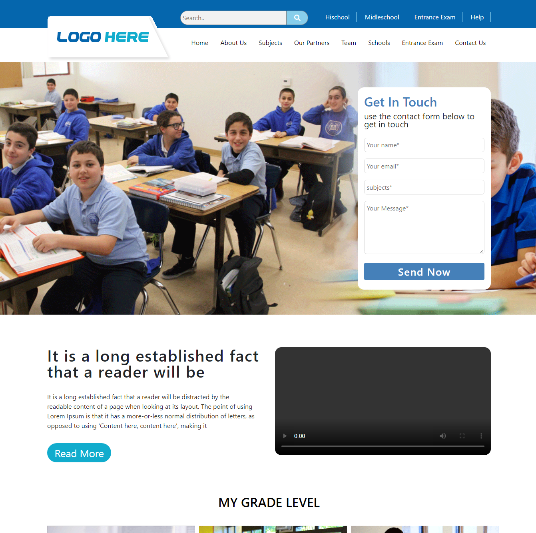 Search..
Hischool
Midleschool
Entrance Exam
Help
LOGO HERE
Home
About Us
Subjects
Our Partners
Team
Schools
Entrance Exam
Contact Us
Get In Touch
use the contact form below to
get in touch
Your name*
Your email*
subjects*
Your Message*
Send Now
It is a long established fact
that a reader will be
It is a long established fact that a reader will be distracted by the
readable content of a page when looking at its layout. The point of using
Lorem Ipsum is that it has a more-or-less normal distribution of letters, as
opposed to using 'Content here, content here', making it
Read More
0:00
MY GRADE LEVEL